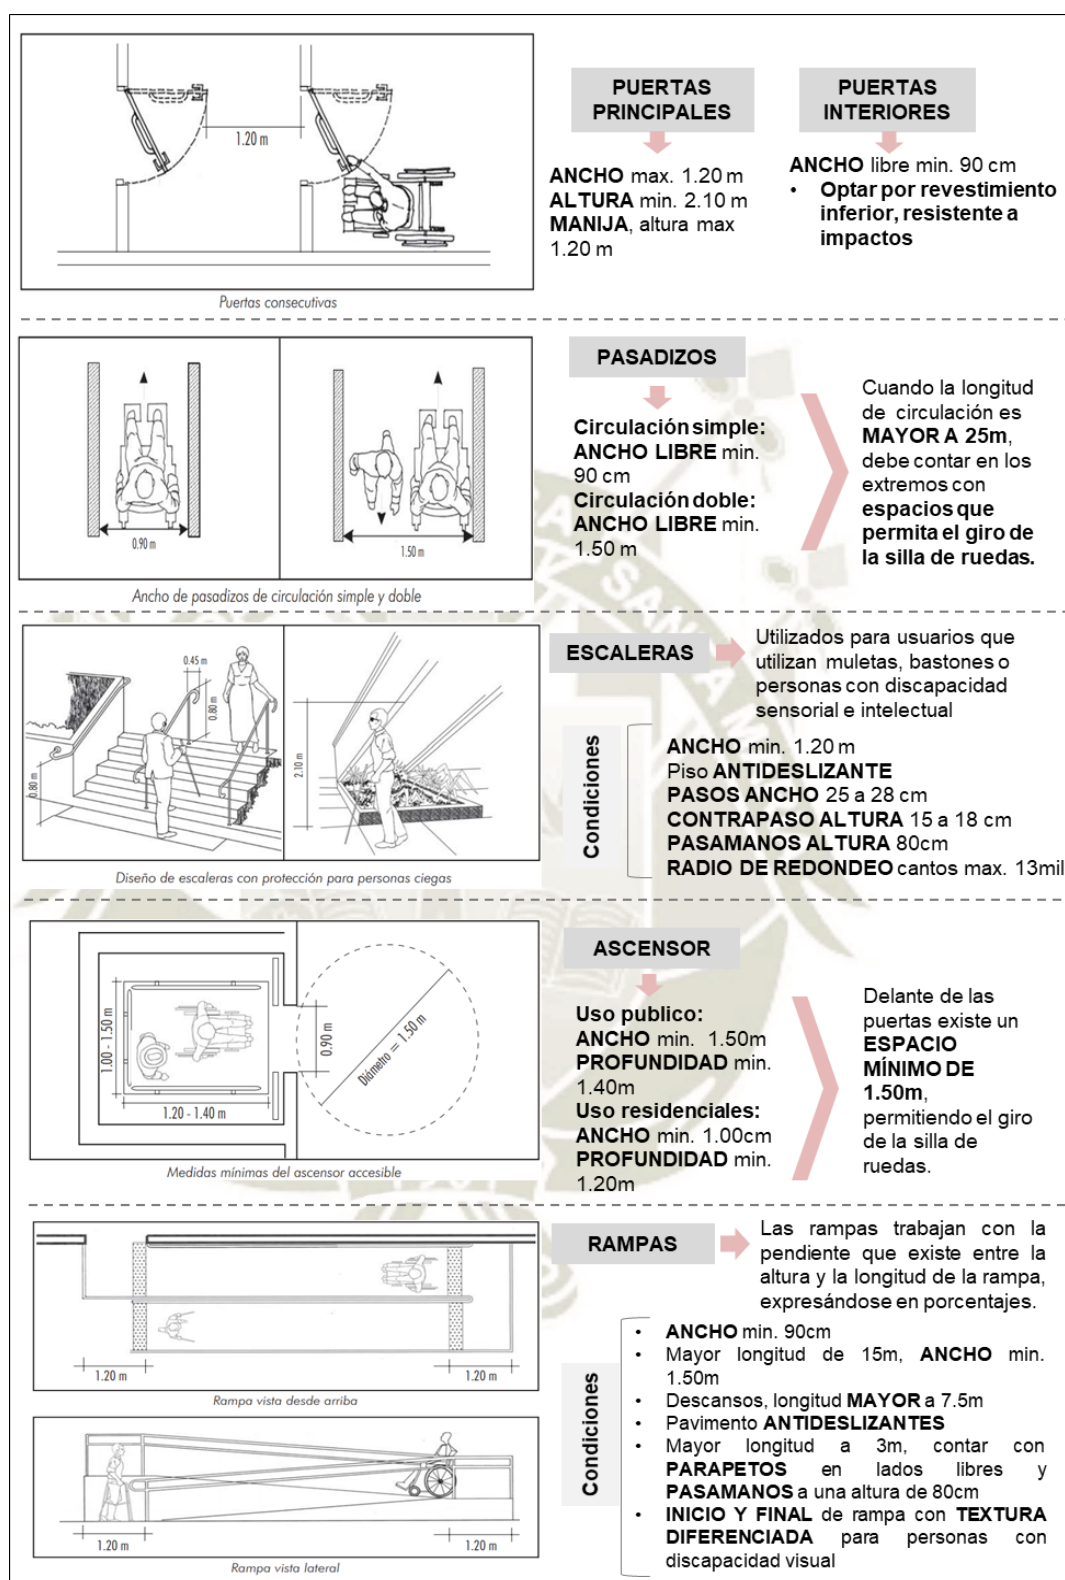 1.20 m
Puertas consecutivas
PUERTAS
PRINCIPALES
ANCHO max. 1.20 m
ALTURA min. 2.10 m
MANIJA, altura max
1.20 m
PUERTAS
INTERIORES
ANCHO libre min. 90 cm
• Optar por revestimiento
inferior, resistente a
impactos
0.90 m
1.50 m
Ancho de pasadizos de circulación simple y doble
PASADIZOS
Circulación simple:
ANCHO LIBRE min.
90 cm
Circulación doble:
ANCHO LIBRE min.
1.50 m
Cuando la longitud
de circulación es
MAYOR A 25m,
debe contar en los
extremos con
espacios que
permita el giro de
la silla de ruedas.
0.45 m
0.80 m
0.80 m
2.10 m
Diseño de escaleras con protección para personas ciegas
ESCALERAS
Utilizados para usuarios que
utilizan muletas, bastones o
personas con discapacidad
sensorial e intelectual
Condiciones
ANCHO min. 1.20 m
Piso ANTIDESLIZANTE
PASOS ANCHO 25 a 28 cm
CONTRAPASO ALTURA 15 a 18 cm
PASAMANOS ALTURA 80cm
RADIO DE REDONDEO cantos max. 13mil
1.00 - 1.50 m
1.20 - 1.40 m
0.90 m
Diámetro = 1.50 m
Medidas mínimas del ascensor accesible
ASCENSOR
Uso publico:
ANCHO min. 1.50m
PROFUNDIDAD min.
1.40m
Uso residenciales:
ANCHO min. 1.00cm
PROFUNDIDAD min.
1.20m
Delante de las
puertas existe un
ESPACIO
MÍNIMO DE
1.50m,
permitiendo el giro
de la silla de
ruedas.
1.20 m
1.20 m
Rampa vista desde arriba
1.20 m
1.20 m
Rampa vista lateral
RAMPAS
Las rampas trabajan con la
pendiente que existe entre la
altura y la longitud de la rampa,
expresándose en porcentajes.
Condiciones
• ANCHO min. 90cm
• Mayor longitud de 15m, ANCHO min.
1.50m
• Descansos, longitud MAYOR a 7.5m
• Pavimento ANTIDESLIZANTES
• Mayor longitud a 3m, contar con
PARAPETOS en lados libres y
PASAMANOS a una altura de 80cm
• INICIO Y FINAL de rampa con TEXTURA
DIFERENCIADA para personas con
discapacidad visual